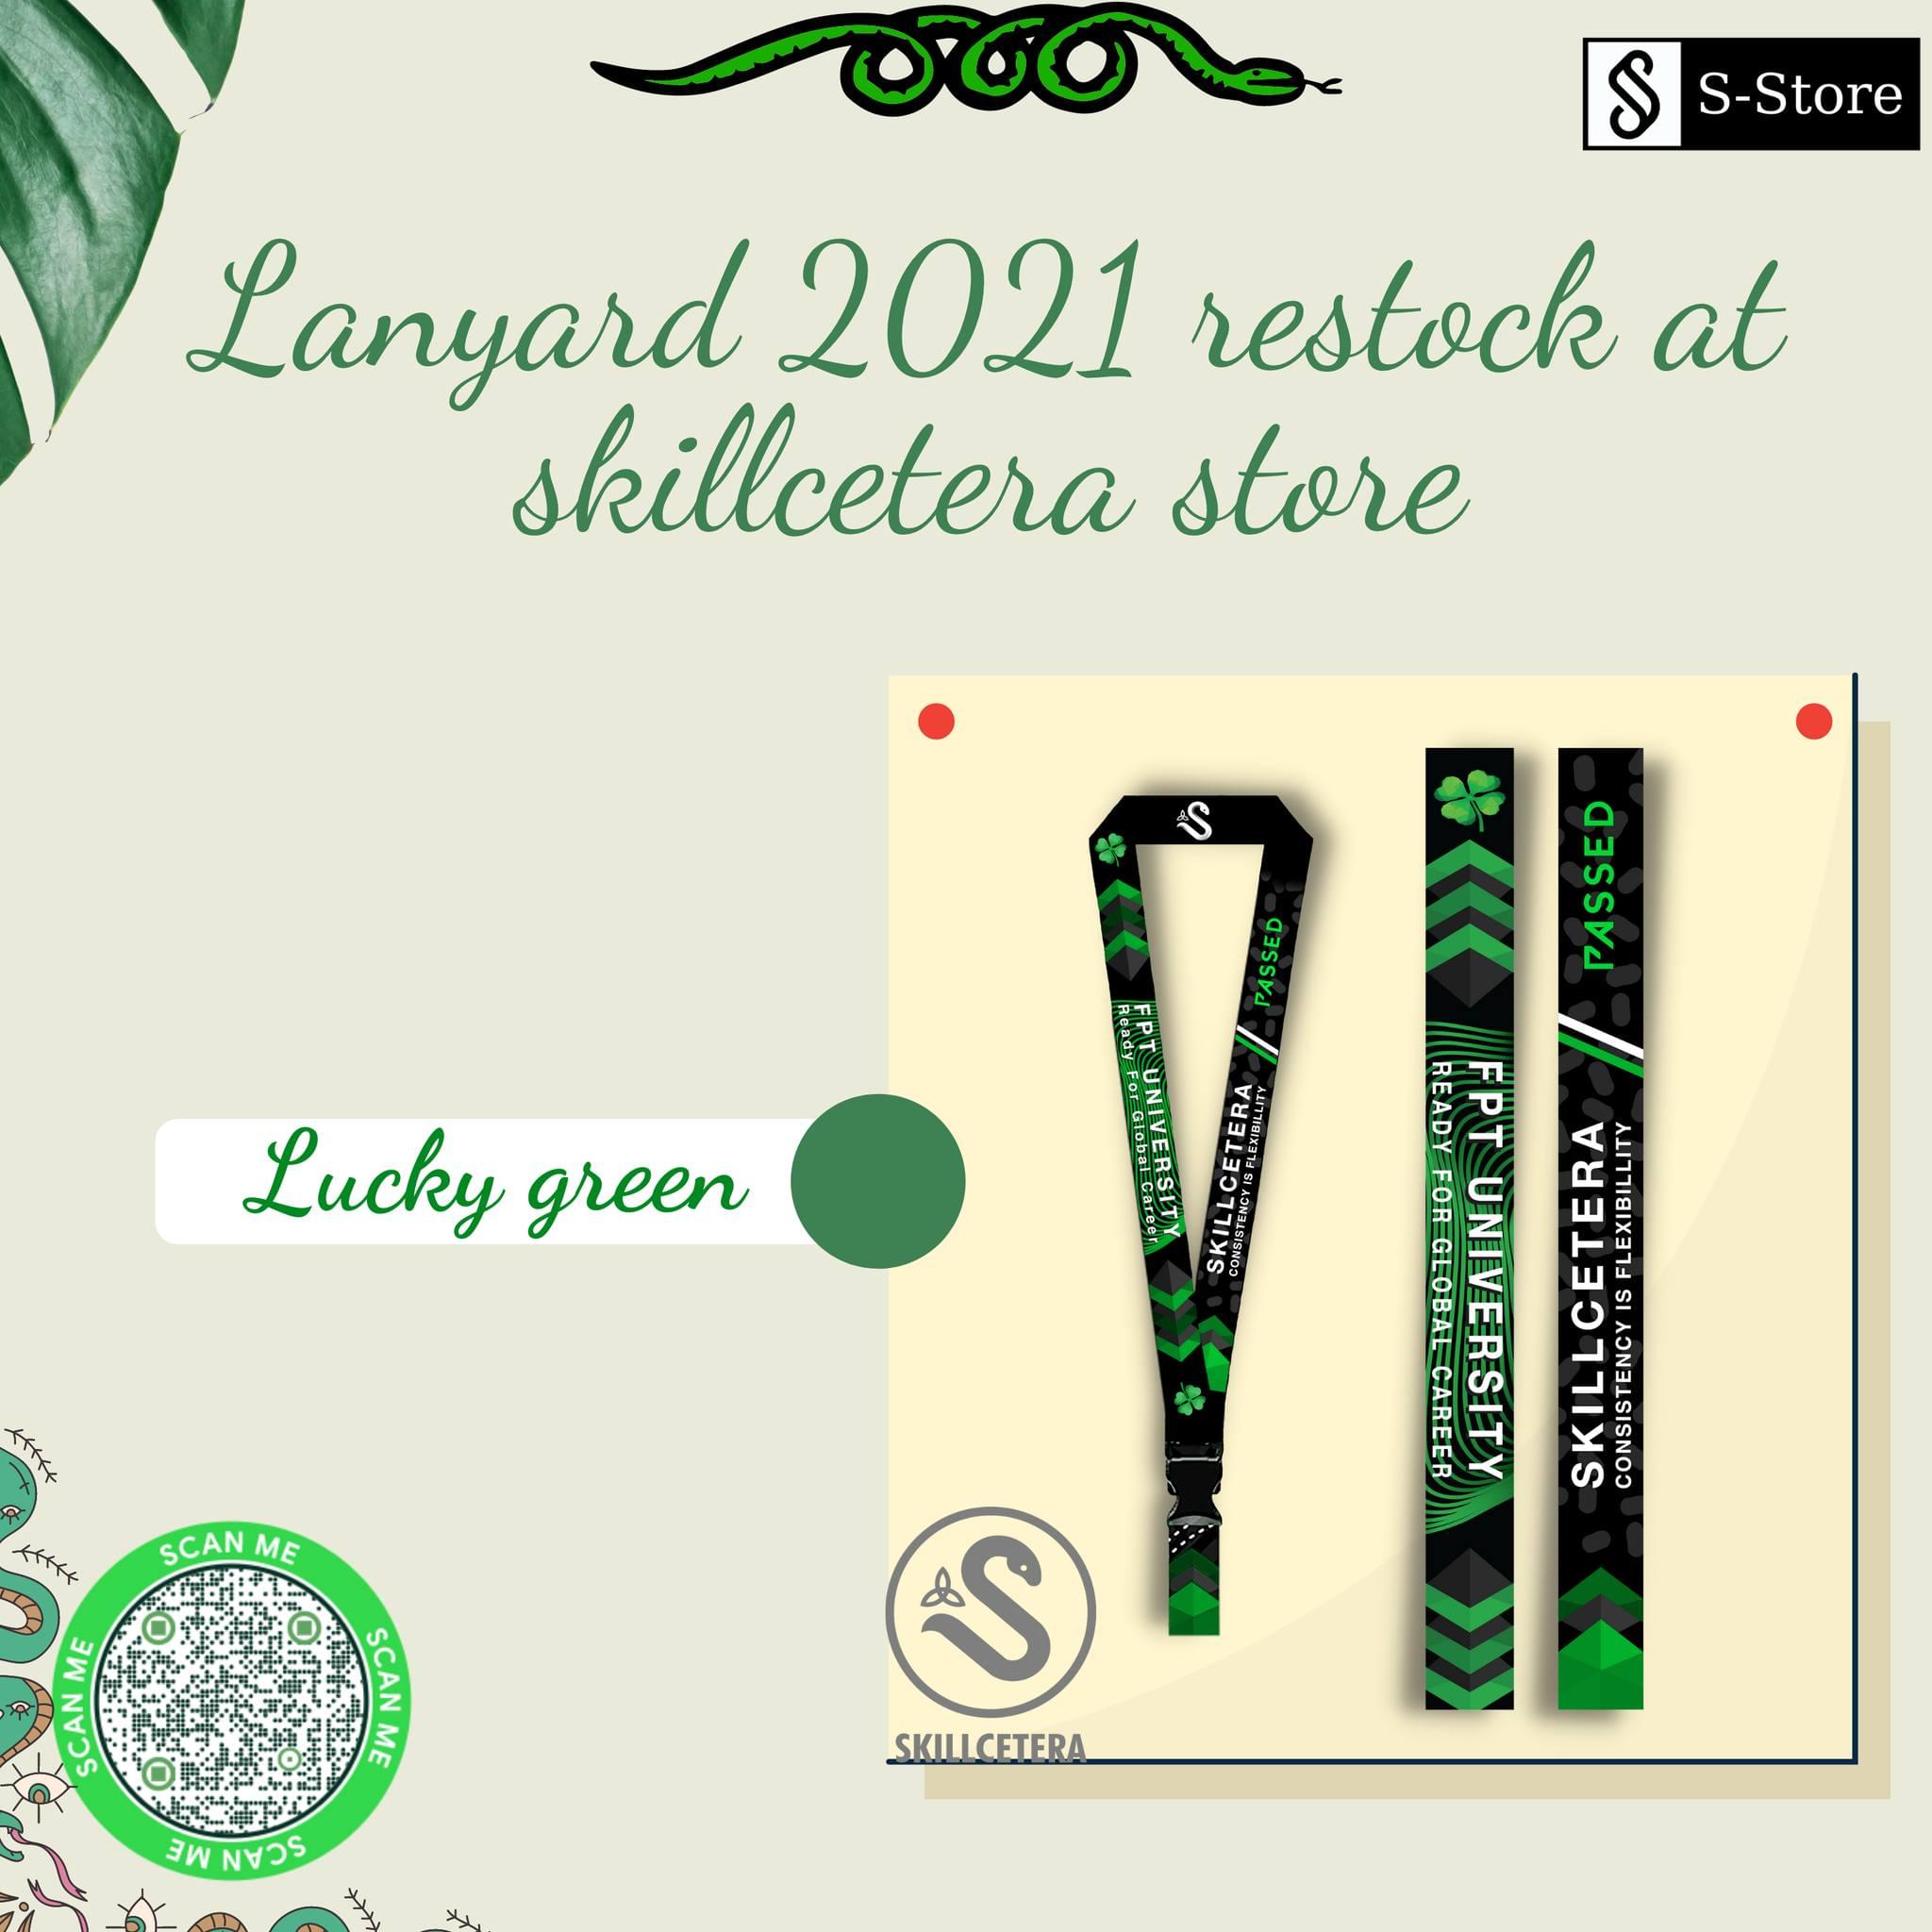 S-Store
Lanyard 2021 restock at
skillcetera store
Lucky green
FPT UNIVERSITY
Ready For Global Career
PASSED
SKILLCETERA
CONSISTENCY IS FLEXIBILLITY
FPT UNIVERSITY
READY FOR GLOBAL CAREER
PASSED
SKILLCETERA
CONSISTENCY IS FLEXIBILLITY
SKILLCETERA
SCAN ME
SCAN ME
SCAN ME
SCAN ME